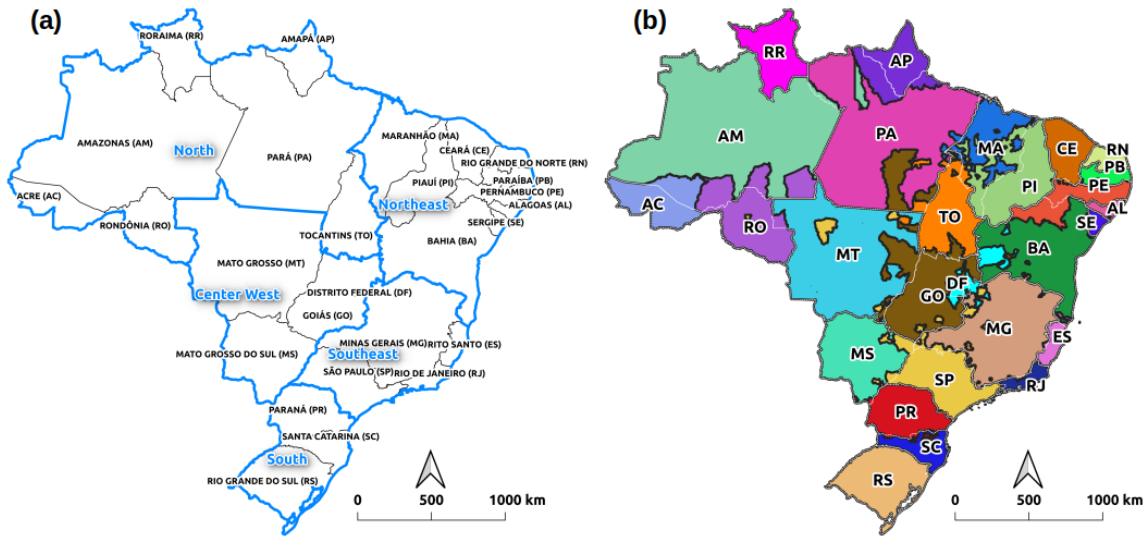 (a)
RORAIMA (RR)
AMAPÁ (AP)
AMAZONAS (AM)
North
PARÁ (PA)
MARANHÃO (MA)
CEARÁ (CE)
RIO GRANDE DO NORTE (RN)
PARAÍBA (PB)
PIAUÍ (PI)
PERNAMBUCO (PE)
Northeast
ALAGOAS (AL)
SERGIPE (SE)
ACRE (AC)
RONDÔNIA (RO)
TOCANTINS (TO)
BAHIA (BA)
MATO GROSSO (MT)
Center West
DISTRITO FEDERAL (DF)
GOIÁS (GO)
MINAS GERAIS (MG)
RITO SANTO (ES)
Southeast
MATO GROSSO DO SUL (MS)
SÃO PAULO (SP)
RIO DE JANEIRO (RJ)
PARANÁ (PR)
SANTA CATARINA (SC)
South
RIO GRANDE DO SUL (RS)
0 500 1000 km
(b)
RR
AP
AM
PA
MA
CE
RN
PB
PI
PE
AC
AL
TO
SE
RO
BA
MT
DF
GO
MG
ES
MS
SP
RJ
PR
SC
RS
0 500 1000 km